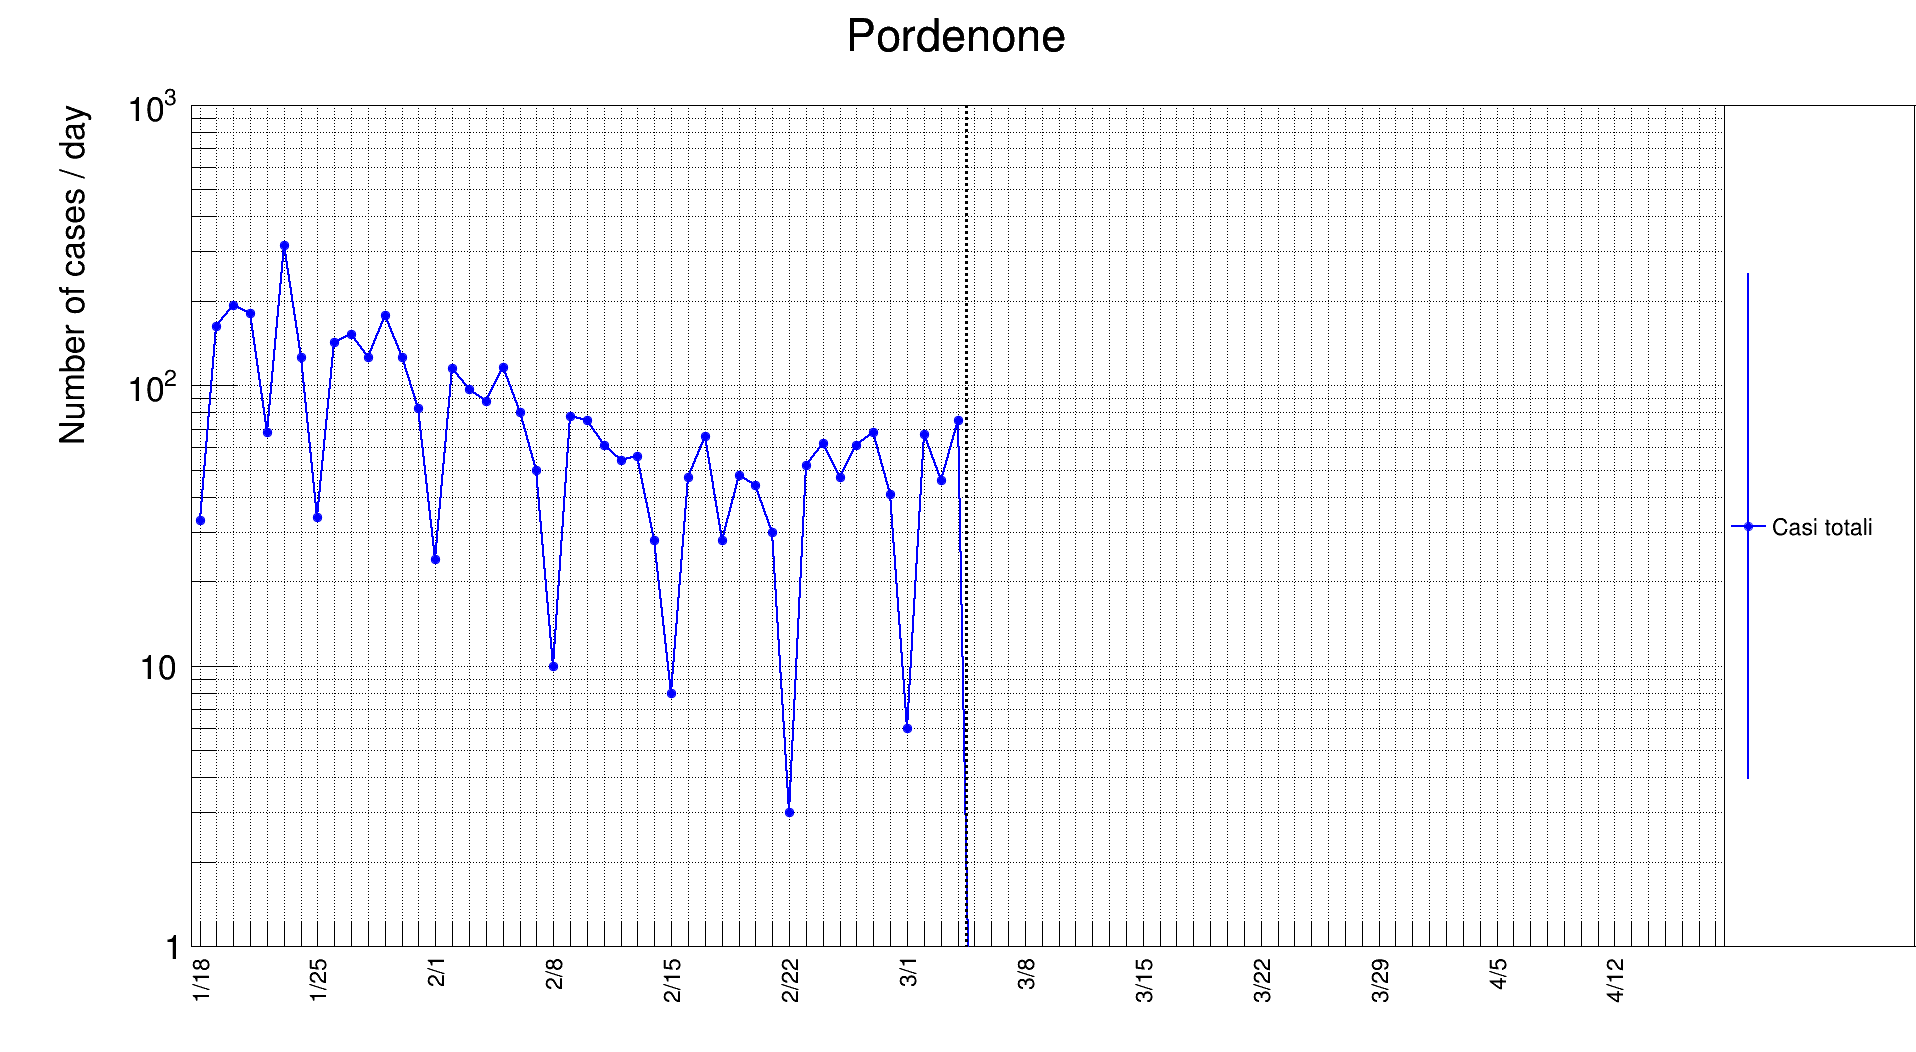 Pordenone
Number of cases / day
10³
10²
10
1
1/18 1/25 2/1 2/8 2/15 2/22 3/1 3/8 3/15 3/22 3/29 4/5 4/12
Casi totali